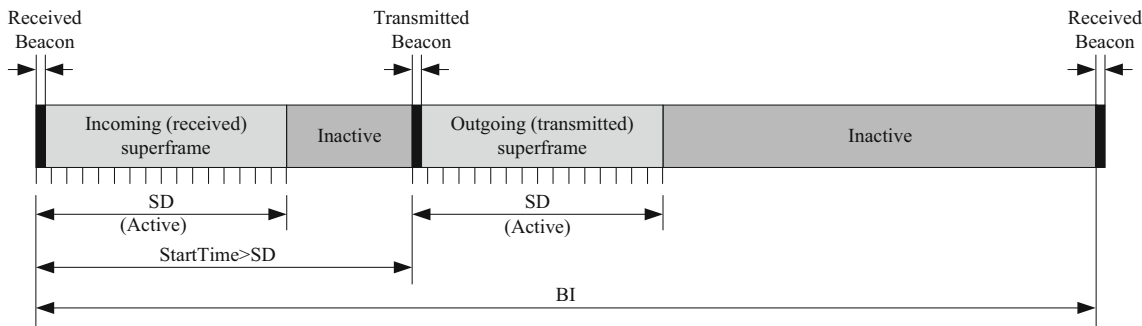 Received
Beacon
Transmitted
Beacon
Received
Beacon
Incoming (received)
superframe
Inactive
Outgoing (transmitted)
superframe
Inactive
SD
(Active)
SD
(Active)
StartTime>SD
BI